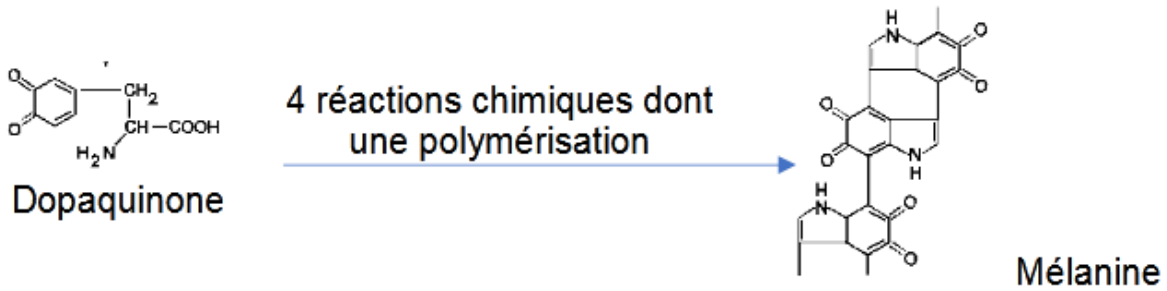 4 réactions chimiques dont
une polymérisation
O
O
CH2
CH
COOH
H2N
Dopaquinone
H
N
O
O
O
O
N
H
H
N
O
O
Mélanine